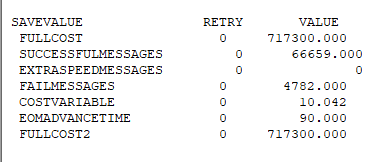 SAVEVALUE RETRY VALUE
FULLCOST 0 717300.000
SUCCESSFULMESSAGES 0 66659.000
EXTRASPEEDMESSAGES 0 0
FAILMESSAGES 0 4782.000
COSTVARIABLE 0 10.042
EOMADVANCETIME 0 90.000
FULLCOST2 0 717300.000